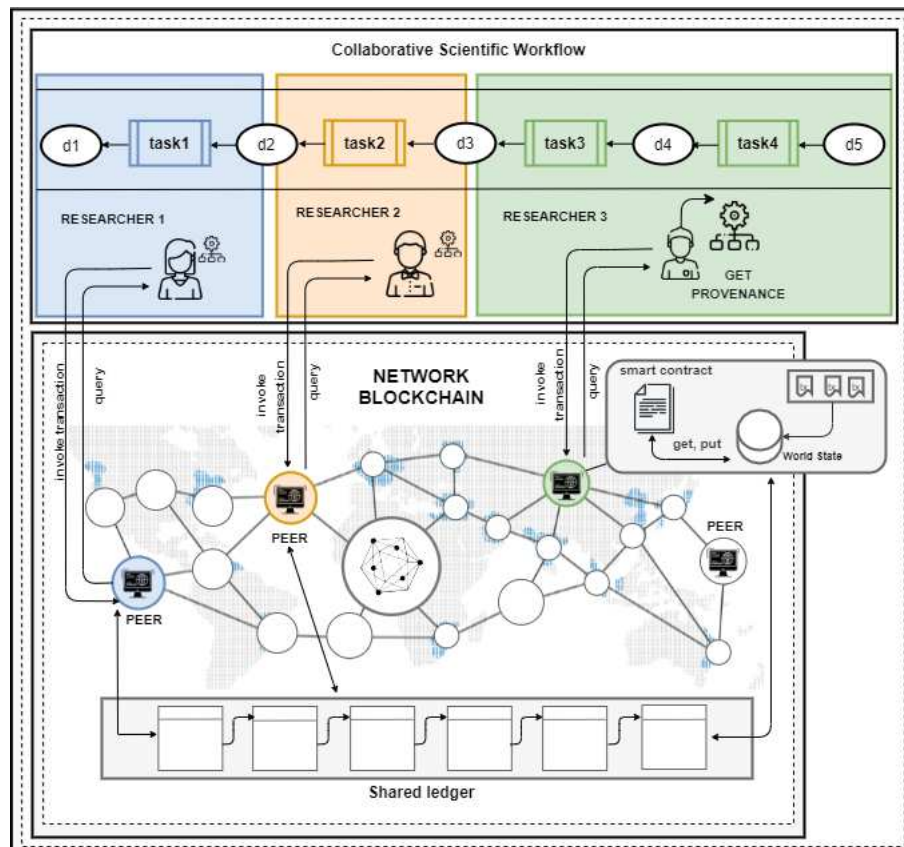 Collaborative Scientific Workflow
d1
task1
d2
task2
d3
task3
d4
task4
d5
RESEARCHER 1
RESEARCHER 2
RESEARCHER 3
GET
PROVENANCE
invoke transaction
query
invoke
transaction
query
invoke
transaction
query
NETWORK
BLOCKCHAIN
smart contract
get, put
World State
PEER
PEER
PEER
Shared ledger